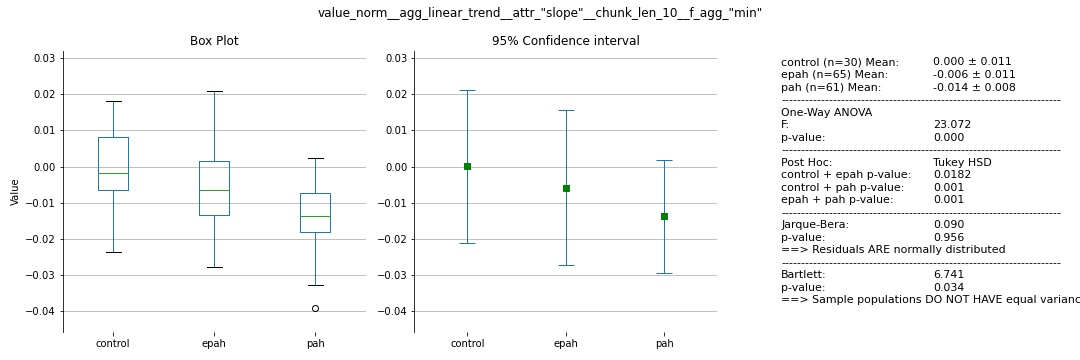 value_norm__agg_linear_trend__attr_"slope"__chunk_len_10__f_agg_"min"
Box Plot
0.03
0.02
0.01
0.00
−0.01
−0.02
−0.03
−0.04
Value
control epah pah
95% Confidence interval
0.03
0.02
0.01
0.00
−0.01
−0.02
−0.03
−0.04
control epah pah
control (n=30) Mean: 0.000 ± 0.011
epah (n=65) Mean: -0.006 ± 0.011
pah (n=61) Mean: -0.014 ± 0.008
One-Way ANOVA
F: 23.072
p-value: 0.000
Post Hoc: Tukey HSD
control + epah p-value: 0.0182
control + pah p-value: 0.001
epah + pah p-value: 0.001
Jarque-Bera: 0.090
p-value: 0.956
==> Residuals ARE normally distributed
Bartlett: 6.741
p-value: 0.034
==> Sample populations DO NOT HAVE equal varianc